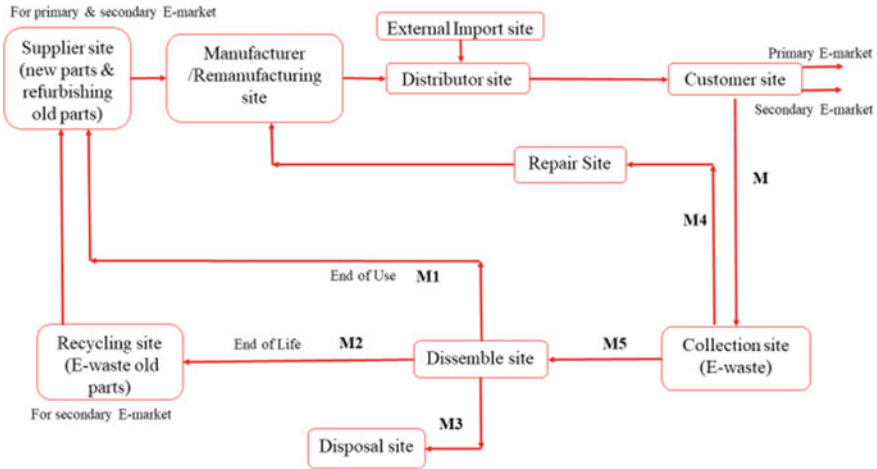 For primary & secondary E-market
Supplier site
(new parts &
refurbishing
old parts)
Manufacturer
/Remanufacturing
site
External Import site
Distributor site
Customer site
Primary E-market
Secondary E-market
Repair Site
M
M4
End of Use
M1
Recycling site
(E-waste old
parts)
For secondary E-market
End of Life
M2
Dissemble site
M5
Collection site
(E-waste)
M3
Disposal site